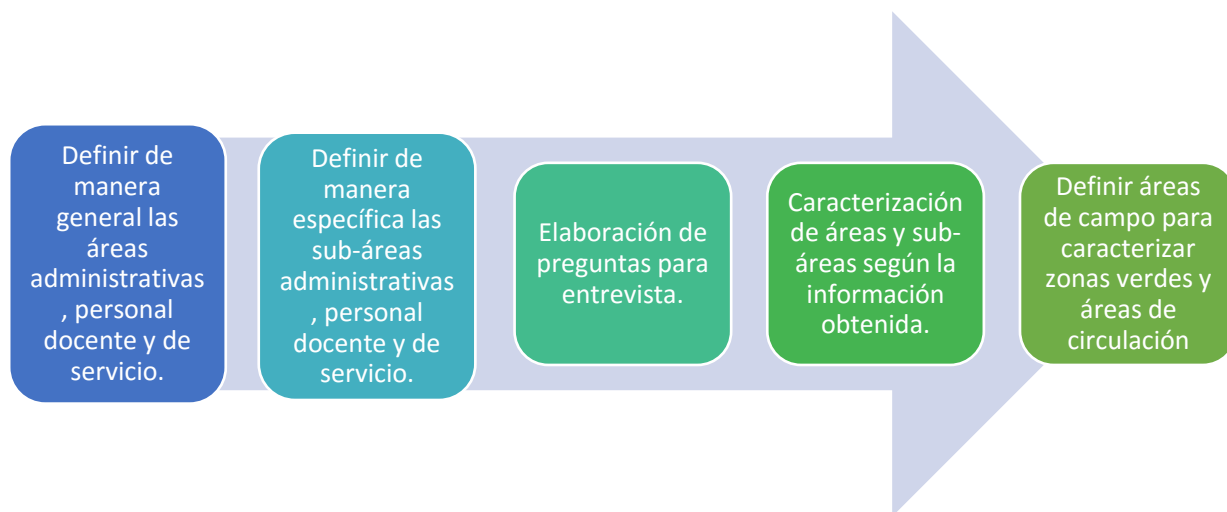 Definir de
manera
general las
áreas
administrativas
, personal
docente y de
servicio.
Definir de
manera
específica las
sub-áreas
administrativas
, personal
docente y de
servicio.
Elaboración de
preguntas para
entrevista.
Caracterización
de áreas y sub-
áreas según la
información
obtenida.
Definir áreas
de campo para
caracterizar
zonas verdes y
áreas de
circulación